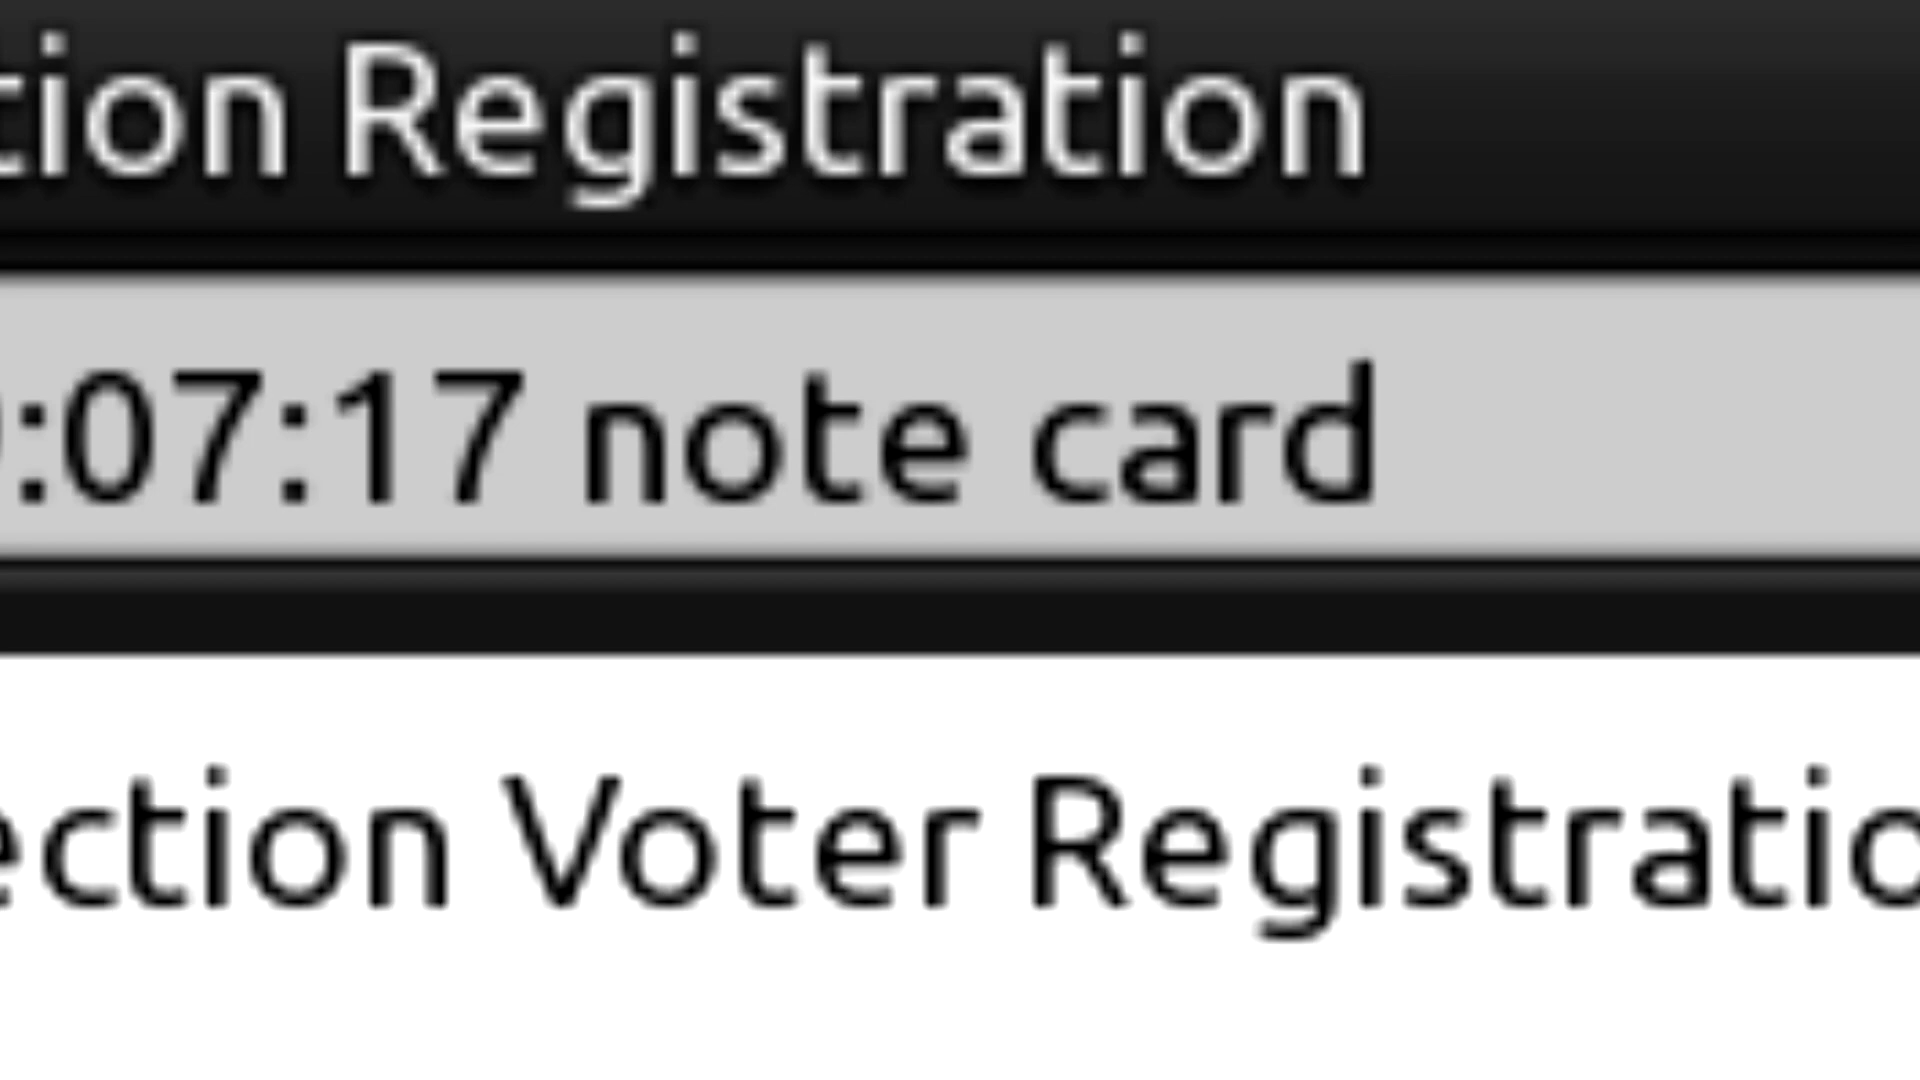 tion Registration
:07:17 note card
ection Voter Registratio